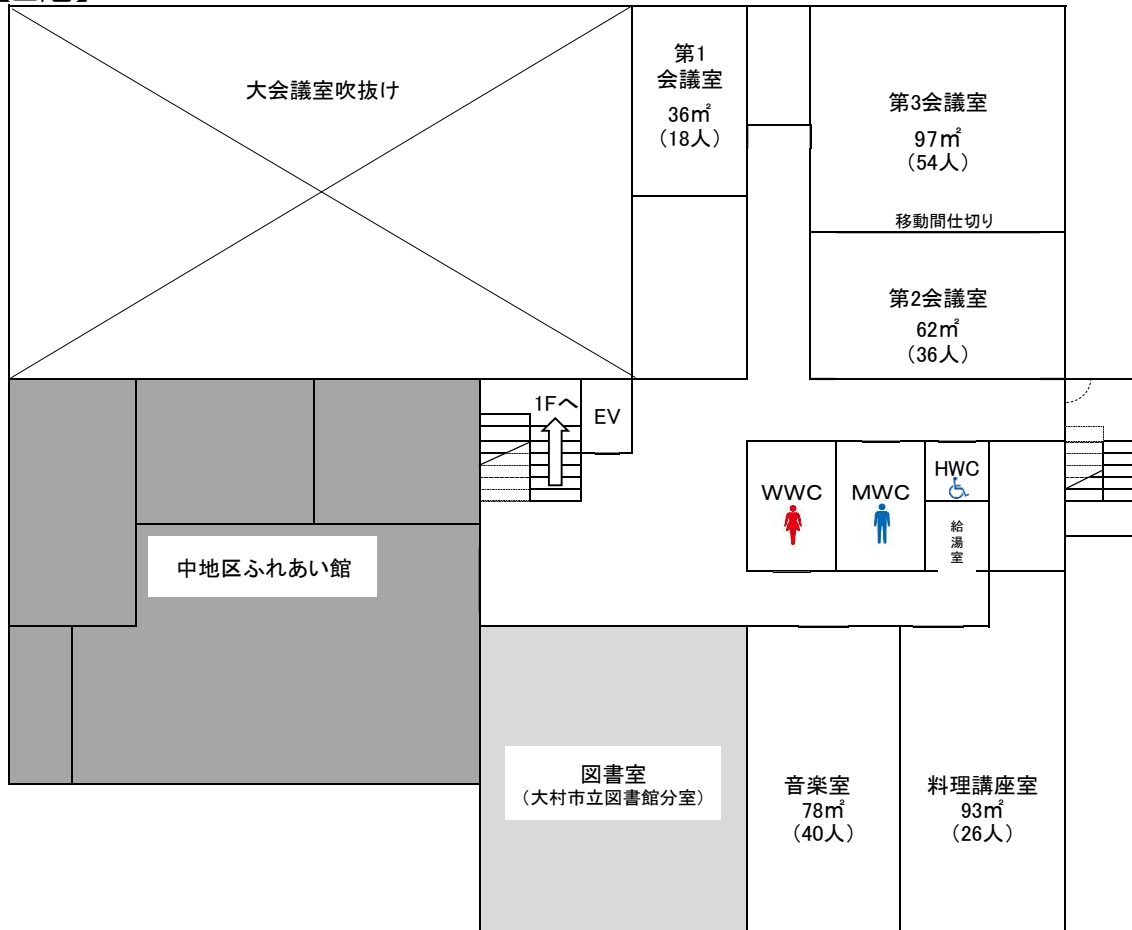 大会議室吹抜け
第1
会議室
36㎡
（18人）
第3会議室
97㎡
（54人）
移動間仕切り
第2会議室
62㎡
（36人）
1Fへ
EV
WWC
MWC
HWC
給湯室
中地区ふれあい館
図書室
（大村市立図書館分室）
音楽室
78㎡
（40人）
料理講座室
93㎡
（26人）